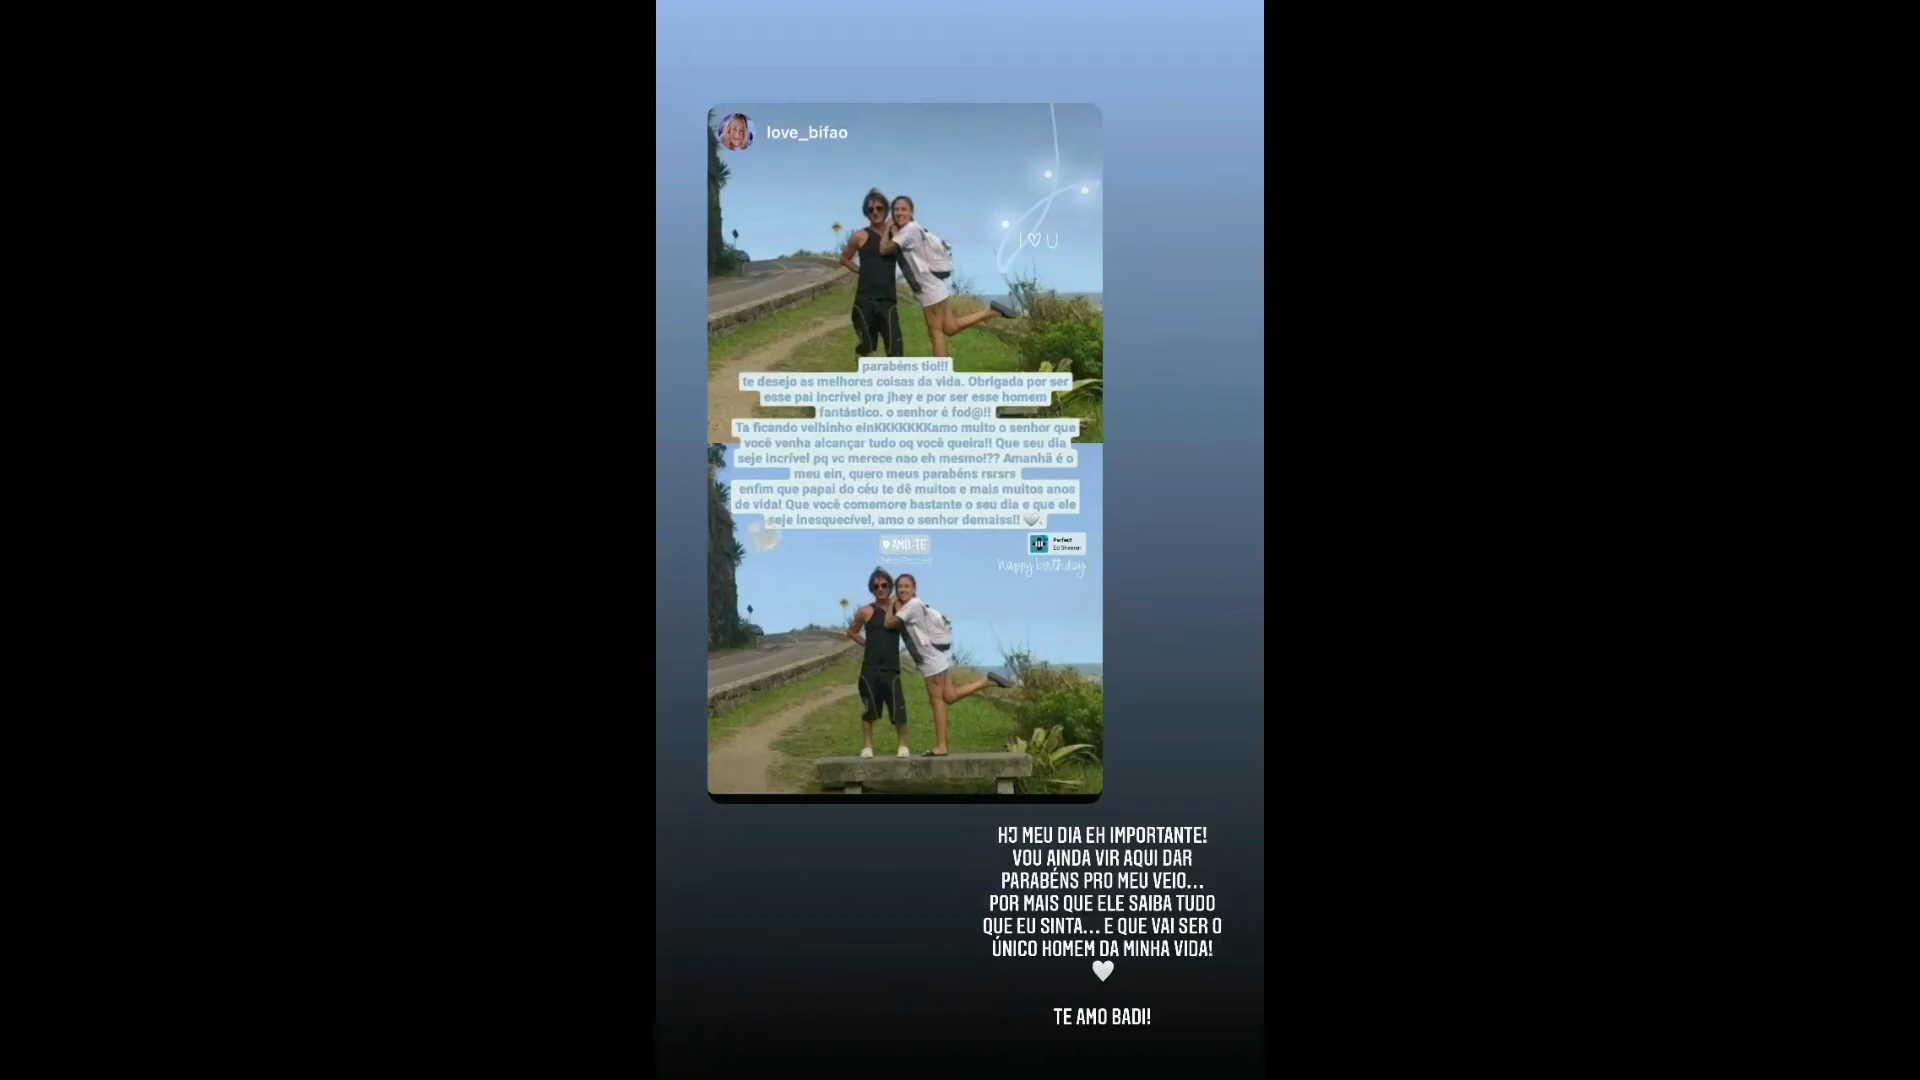 love_bifao
I ♡ U
parabéns tio!!!
te desejo as melhores coisas da vida. Obrigada por ser
esse pai incrível pra jhey e por ser esse homem
fantástico. o senhor é fod@!!
Ta ficando velhinho einKKKKKKKamo muito o senhor que
você venha alcançar tudo oq você queira!! Que seu dia
seje incrível pq vc merece nao eh mesmo!?? Amanhã é o
meu ein, quero meus parabéns rsrsrs
enfim que papai do céu te dê muitos e mais muitos anos
de vida! Que você comemore bastante o seu dia e que ele
seje inesquecível, amo o senhor demaiss!! 🤍.
AMO-TE
Perfect
Ed Sheeran
happy birthday
HJ MEU DIA EH IMPORTANTE!
VOU AINDA VIR AQUI DAR
PARABÉNS PRO MEU VEIO...
POR MAIS QUE ELE SAIBA TUDO
QUE EU SINTA... E QUE VAI SER O
ÚNICO HOMEM DA MINHA VIDA!
🤍
TE AMO BADI!